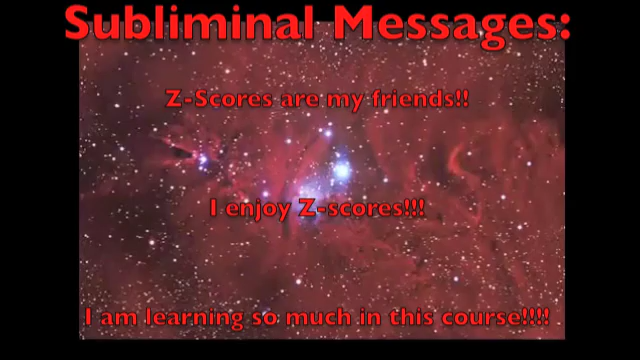 Subliminal Messages:
Z-Scores are my friends!!
I enjoy Z-scores!!!
I am learning so much in this course!!!!